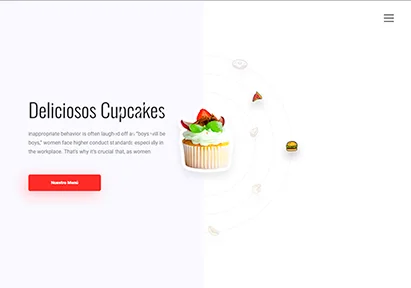 Deliciosos Cupcakes
Inappropriate behavior is often laughed off as "boys will be
boys," women face higher conduct standards especially in
the workplace. That's why it's crucial that, as women
Nuestro Menú